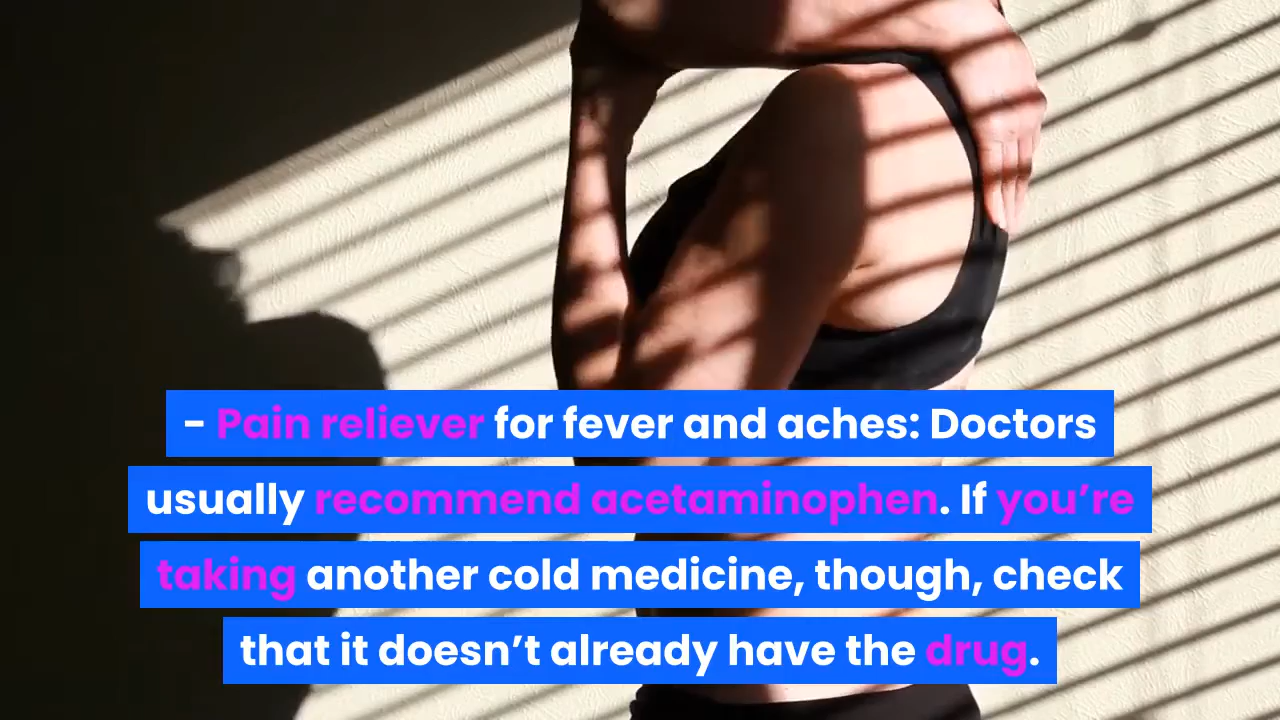 - Pain reliever for fever and aches: Doctors
usually recommend acetaminophen. If you’re
taking another cold medicine, though, check
that it doesn’t already have the drug.